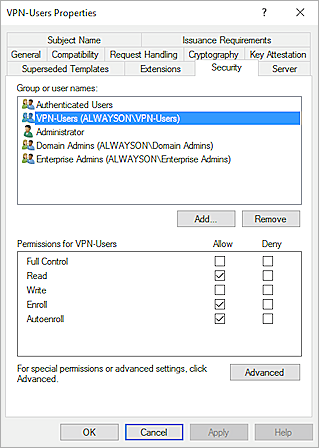 VPN-Users Properties
Subject Name Issuance Requirements
General Compatibility Request Handling Cryptography Key Attestation
Superseded Templates Extensions Security Server
Group or user names:
Authenticated Users
VPN-Users (ALWAYSON\VPN-Users)
Administrator
Domain Admins (ALWAYSON\Domain Admins)
Enterprise Admins (ALWAYSON\Enterprise Admins)
Add... Remove
Permissions for VPN-Users Allow Deny
Full Control
Read
Write
Enroll
Autoenroll
For special permissions or advanced settings, click
Advanced.
Advanced
OK Cancel Apply Help